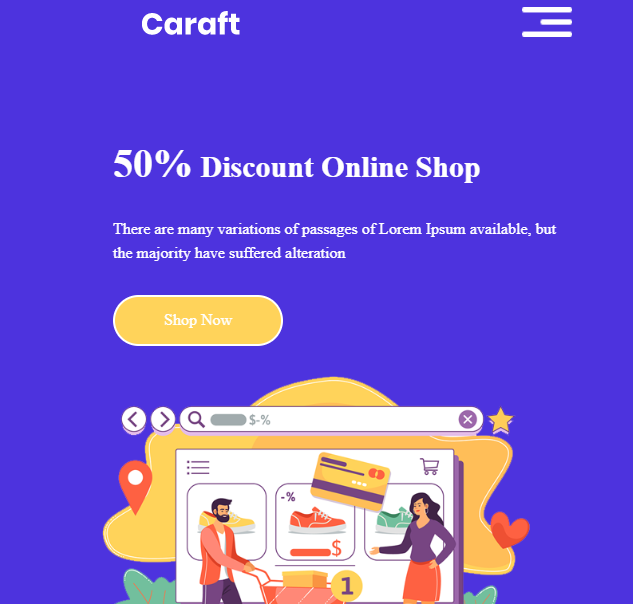 Caraft
50% Discount Online Shop
There are many variations of passages of Lorem Ipsum available, but
the majority have suffered alteration
Shop Now
$-%
-%
$
1